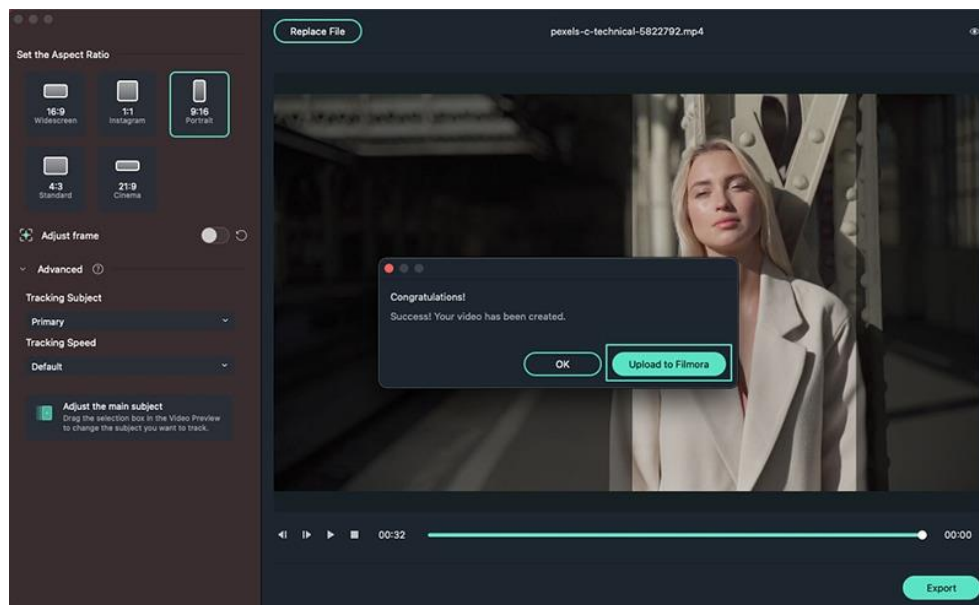 Replace File
pexels-c-technical-5822792.mp4
Set the Aspect Ratio
16:9
Widescreen
1:1
Instagram
9:16
Portrait
4:3
Standard
21:9
Cinema
Adjust frame
Advanced
Tracking Subject
Primary
Tracking Speed
Default
Adjust the main subject
Drag the selection box in the Video Preview
to change the subject you want to track.
Congratulations!
Success! Your video has been created.
OK
Upload to Filmora
00:32
00:00
Export